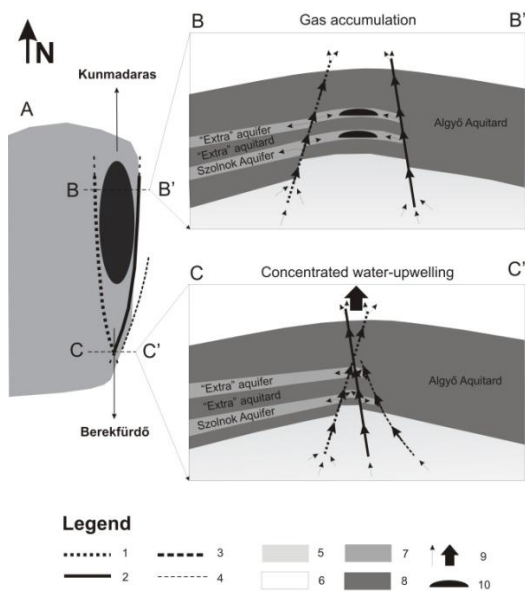 N
A
Kunmadaras
B
B'
C
C'
Berekfürdő
B
Gas accumulation
B'
"Extra" aquifer
"Extra" aquitard
Szolnok Aquifer
Algyő Aquitard
C
Concentrated water-upwelling
C'
"Extra" aquifer
"Extra" aquitard
Szolnok Aquifer
Algyő Aquitard
Legend
1 3 5 7 9
2 4 6 8 10